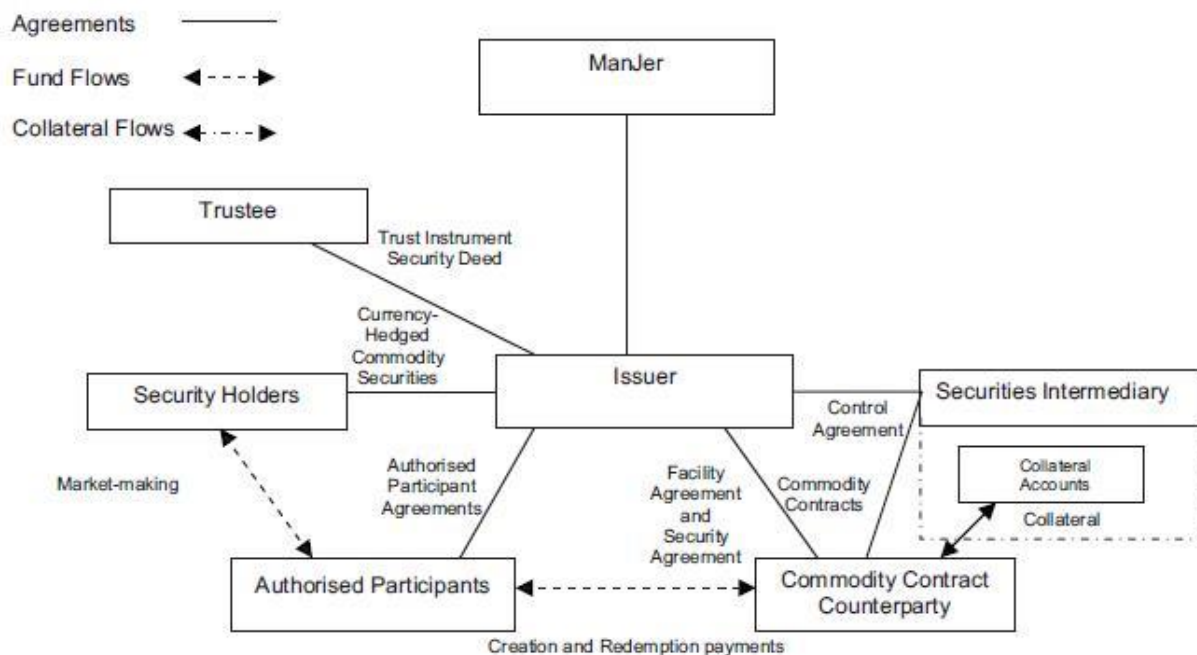 Agreements
Fund Flows
Collateral Flows
ManJer
Trustee
Trust Instrument
Security Deed
Currency-
Hedged
Commodity
Securities
Security Holders
Issuer
Securities Intermediary
Control
Agreement
Collateral
Accounts
Collateral
Market-making
Authorised
Participant
Agreements
Facility
Agreement
and
Security
Agreement
Commodity
Contracts
Authorised Participants
Commodity Contract
Counterparty
Creation and Redemption payments